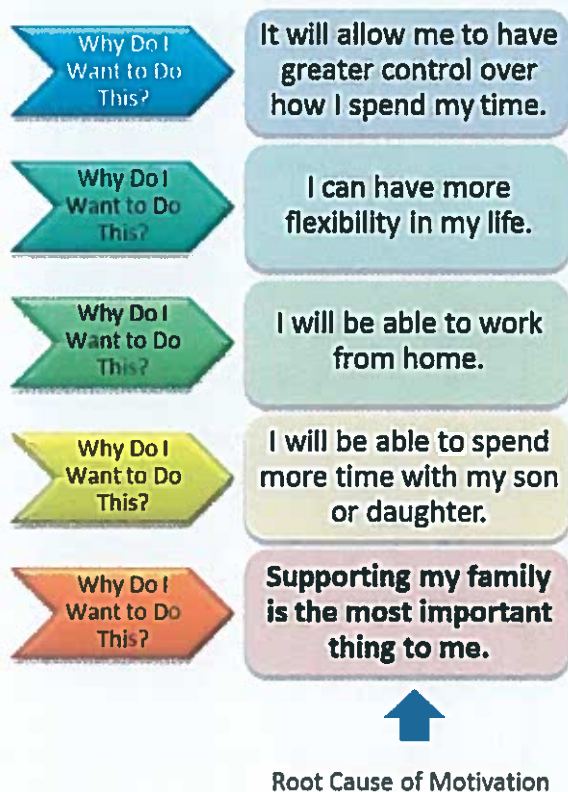 Why Do I
Want to Do
This?
It will allow me to have
greater control over
how I spend my time.
Why Do I
Want to Do
This?
I can have more
flexibility in my life.
Why Do I
Want to Do
This?
I will be able to work
from home.
Why Do I
Want to Do
This?
I will be able to spend
more time with my son
or daughter.
Why Do I
Want to Do
This?
Supporting my family
is the most important
thing to me.
Root Cause of Motivation